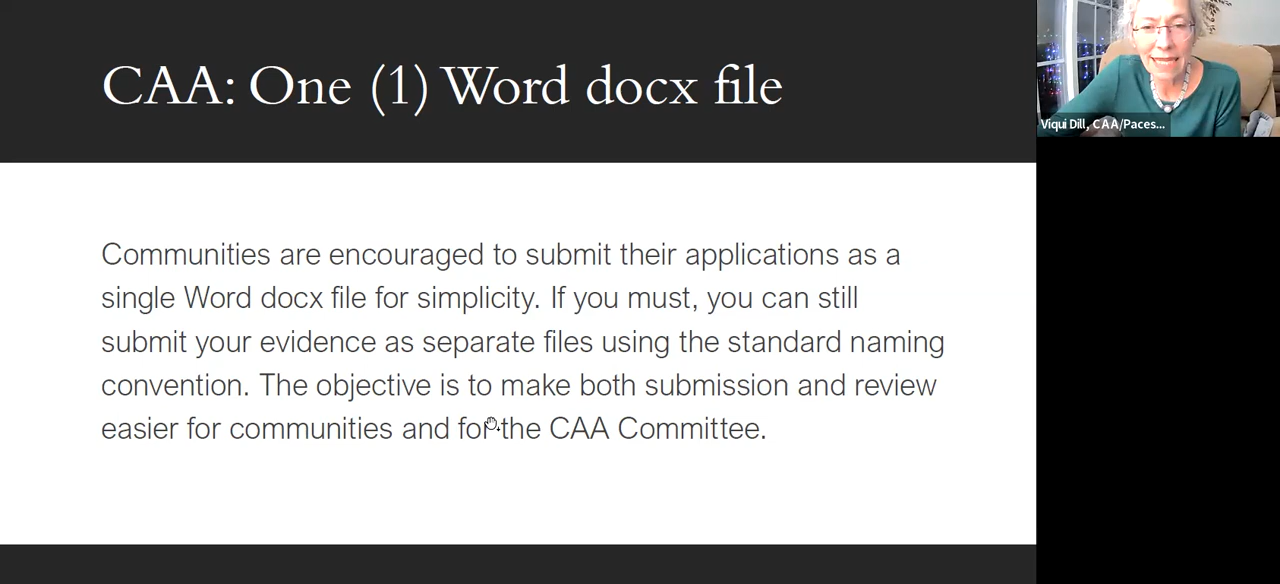 CAA: One (1) Word docx file
Viqui Dill, CAA/Paces...
Communities are encouraged to submit their applications as a
single Word docx file for simplicity. If you must, you can still
submit your evidence as separate files using the standard naming
convention. The objective is to make both submission and review
easier for communities and for the CAA Committee.